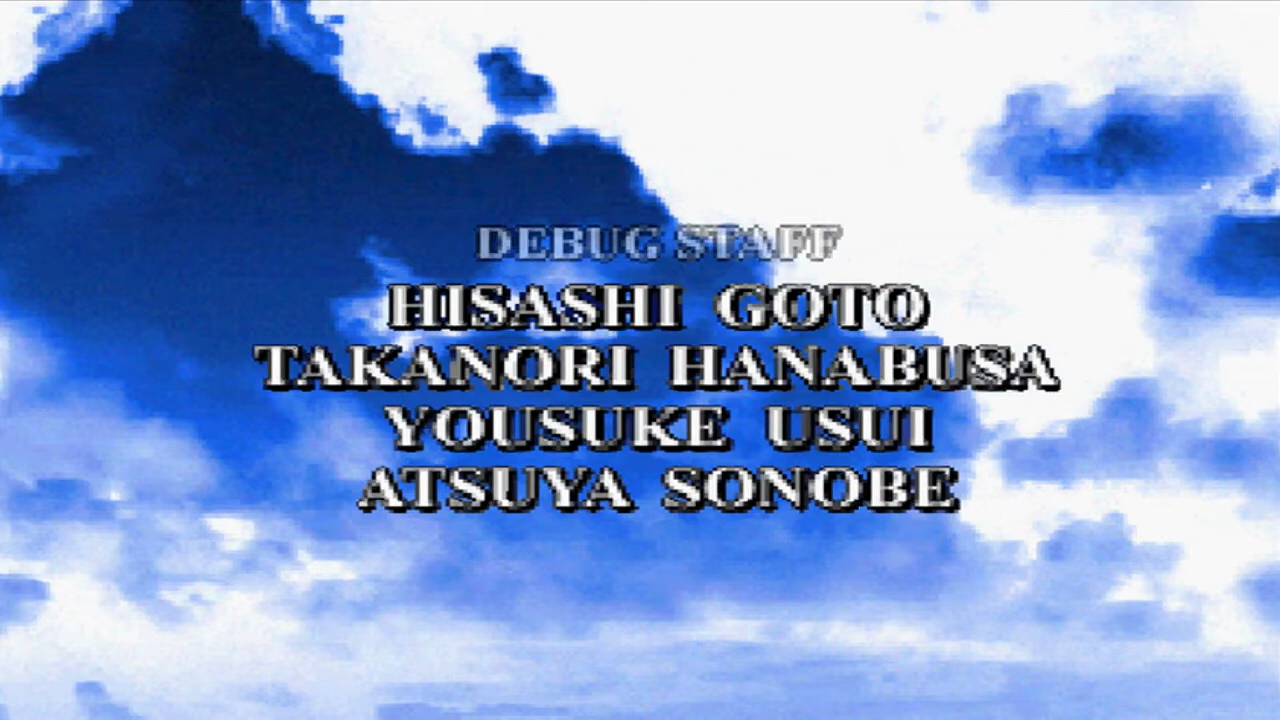 DEBUG STAFF
HISASHI GOTO
TAKANORI HANABUSA
YOUSUKE USUI
ATSUYA SONOBE